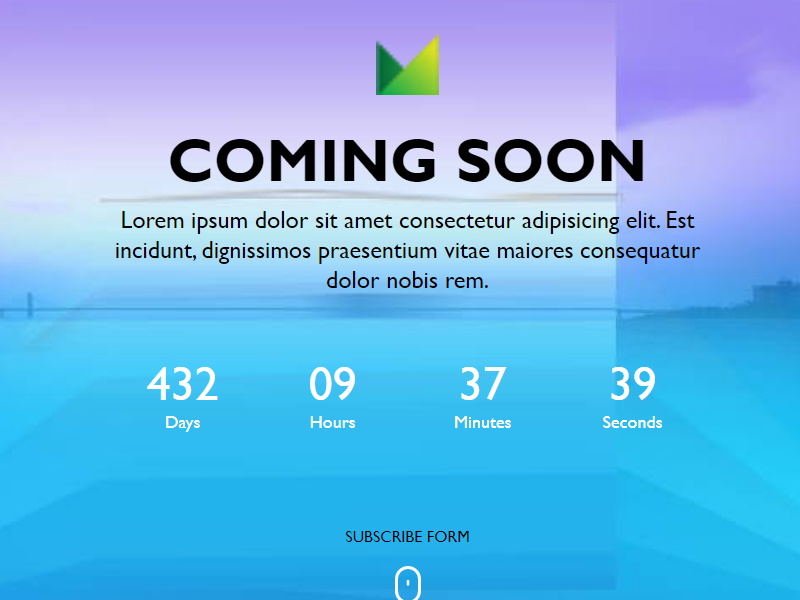 COMING SOON
Lorem ipsum dolor sit amet consectetur adipisicing elit. Est
incidunt, dignissimos praesentium vitae maiores consequatur
dolor nobis rem.
432 09 37 39
Days Hours Minutes Seconds
SUBSCRIBE FORM